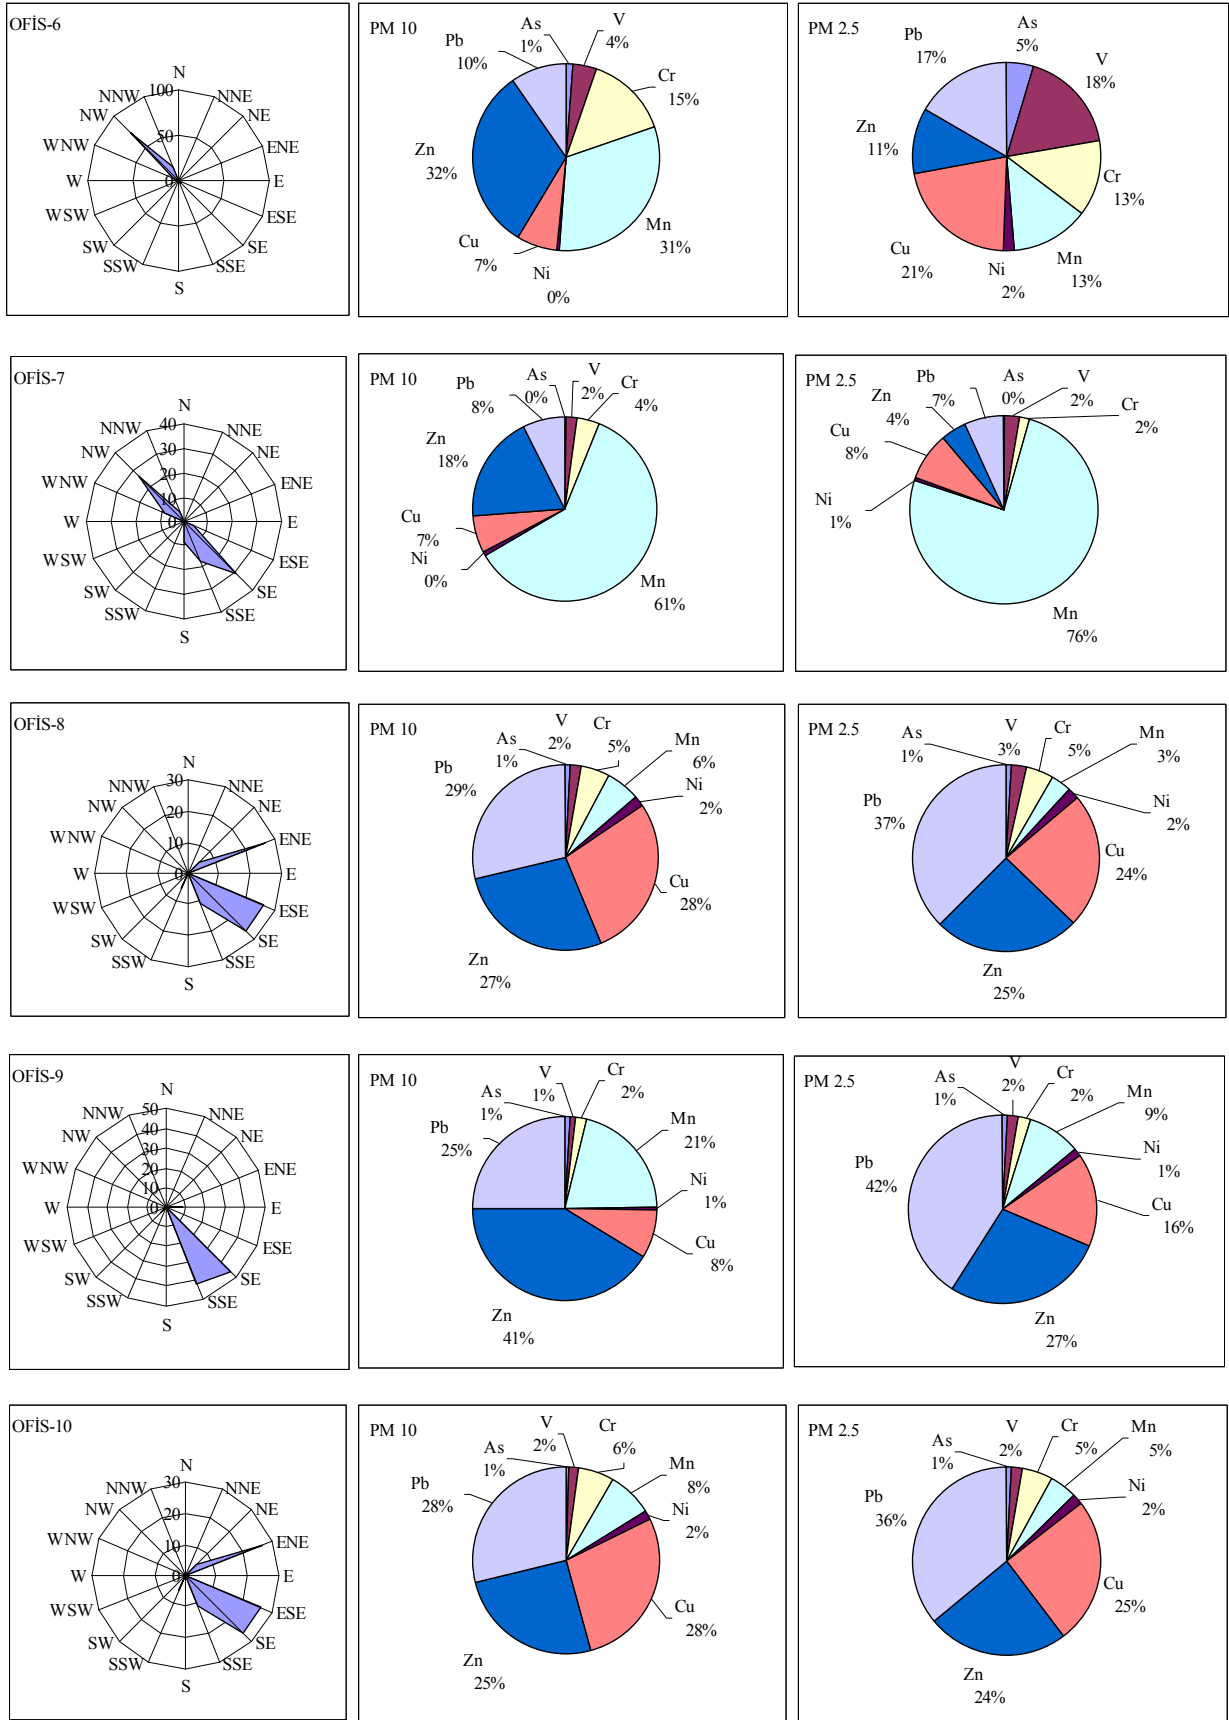 OFİS-6
N
NNE
NE
ENE
E
ESE
SE
SSE
S
SSW
SW
WSW
W
WNW
NW
NNW
100
50
0
PM 10
As
1%
V
4%
Cr
15%
Mn
31%
Ni
0%
Cu
7%
Zn
32%
Pb
10%
PM 2.5
As
5%
V
18%
Cr
13%
Mn
13%
Ni
2%
Cu
21%
Zn
11%
Pb
17%
OFİS-7
N
NNE
NE
ENE
E
ESE
SE
SSE
S
SSW
SW
WSW
W
WNW
NW
NNW
40
30
20
10
0
PM 10
As
0%
V
2%
Cr
4%
Mn
61%
Ni
0%
Cu
7%
Zn
18%
Pb
8%
PM 2.5
As
0%
V
2%
Cr
2%
Mn
76%
Ni
1%
Cu
8%
Zn
4%
Pb
7%
OFİS-8
N
NNE
NE
ENE
E
ESE
SE
SSE
S
SSW
SW
WSW
W
WNW
NW
NNW
30
20
10
0
PM 10
As
1%
V
2%
Cr
5%
Mn
6%
Ni
2%
Cu
28%
Zn
27%
Pb
29%
PM 2.5
As
1%
V
3%
Cr
5%
Mn
3%
Ni
2%
Cu
24%
Zn
25%
Pb
37%
OFİS-9
N
NNE
NE
ENE
E
ESE
SE
SSE
S
SSW
SW
WSW
W
WNW
NW
NNW
50
40
30
20
10
0
PM 10
As
1%
V
1%
Cr
2%
Mn
21%
Ni
1%
Cu
8%
Zn
41%
Pb
25%
PM 2.5
As
1%
V
2%
Cr
2%
Mn
9%
Ni
1%
Cu
16%
Zn
27%
Pb
42%
OFİS-10
N
NNE
NE
ENE
E
ESE
SE
SSE
S
SSW
SW
WSW
W
WNW
NW
NNW
30
20
10
0
PM 10
As
1%
V
2%
Cr
6%
Mn
8%
Ni
2%
Cu
28%
Zn
25%
Pb
28%
PM 2.5
As
1%
V
2%
Cr
5%
Mn
5%
Ni
2%
Cu
25%
Zn
24%
Pb
36%